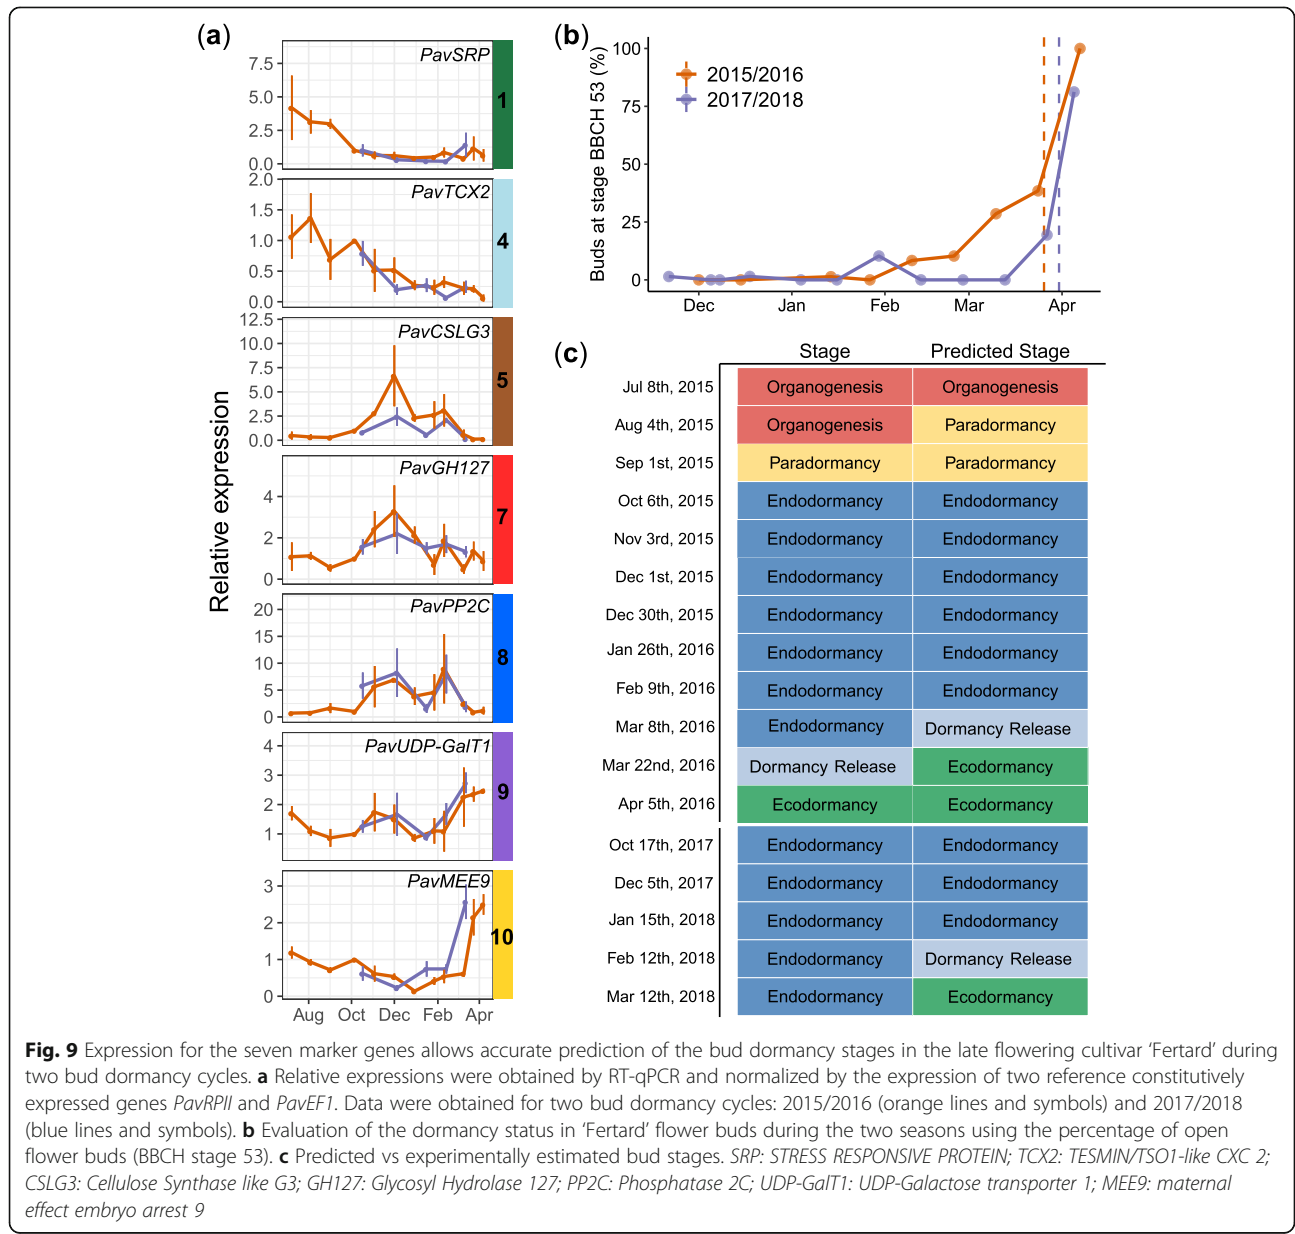 (a)
PavSRP
7.5
5.0
2.5
0.0
1
PavTCX2
2.0
1.5
1.0
0.5
0.0
4
PavCSLG3
12.5
10.0
7.5
5.0
2.5
0.0
5
PavGH127
4
2
0
7
PavPP2C
20
15
10
5
0
8
PavUDP-GalT1
4
3
2
1
9
PavMEE9
3
2
1
0
10
Aug Oct Dec Feb Apr
Relative expression
(b)
Buds at stage BBCH 53 (%)
100
75
50
25
0
2015/2016
2017/2018
Dec Jan Feb Mar Apr
(c)
Stage Predicted Stage
Jul 8th, 2015 Organogenesis Organogenesis
Aug 4th, 2015 Organogenesis Paradormancy
Sep 1st, 2015 Paradormancy Paradormancy
Oct 6th, 2015 Endodormancy Endodormancy
Nov 3rd, 2015 Endodormancy Endodormancy
Dec 1st, 2015 Endodormancy Endodormancy
Dec 30th, 2015 Endodormancy Endodormancy
Jan 26th, 2016 Endodormancy Endodormancy
Feb 9th, 2016 Endodormancy Endodormancy
Mar 8th, 2016 Endodormancy Dormancy Release
Mar 22nd, 2016 Dormancy Release Ecodormancy
Apr 5th, 2016 Ecodormancy Ecodormancy
Oct 17th, 2017 Endodormancy Endodormancy
Dec 5th, 2017 Endodormancy Endodormancy
Jan 15th, 2018 Endodormancy Endodormancy
Feb 12th, 2018 Endodormancy Dormancy Release
Mar 12th, 2018 Endodormancy Ecodormancy
Fig. 9 Expression for the seven marker genes allows accurate prediction of the bud dormancy stages in the late flowering cultivar ‘Fertard’ during
two bud dormancy cycles. a Relative expressions were obtained by RT-qPCR and normalized by the expression of two reference constitutively
expressed genes PavRPII and PavEF1. Data were obtained for two bud dormancy cycles: 2015/2016 (orange lines and symbols) and 2017/2018
(blue lines and symbols). b Evaluation of the dormancy status in ‘Fertard’ flower buds during the two seasons using the percentage of open
flower buds (BBCH stage 53). c Predicted vs experimentally estimated bud stages. SRP: STRESS RESPONSIVE PROTEIN; TCX2: TESMIN/TSO1-like CXC 2;
CSLG3: Cellulose Synthase like G3; GH127: Glycosyl Hydrolase 127; PP2C: Phosphatase 2C; UDP-GalT1: UDP-Galactose transporter 1; MEE9: maternal
effect embryo arrest 9